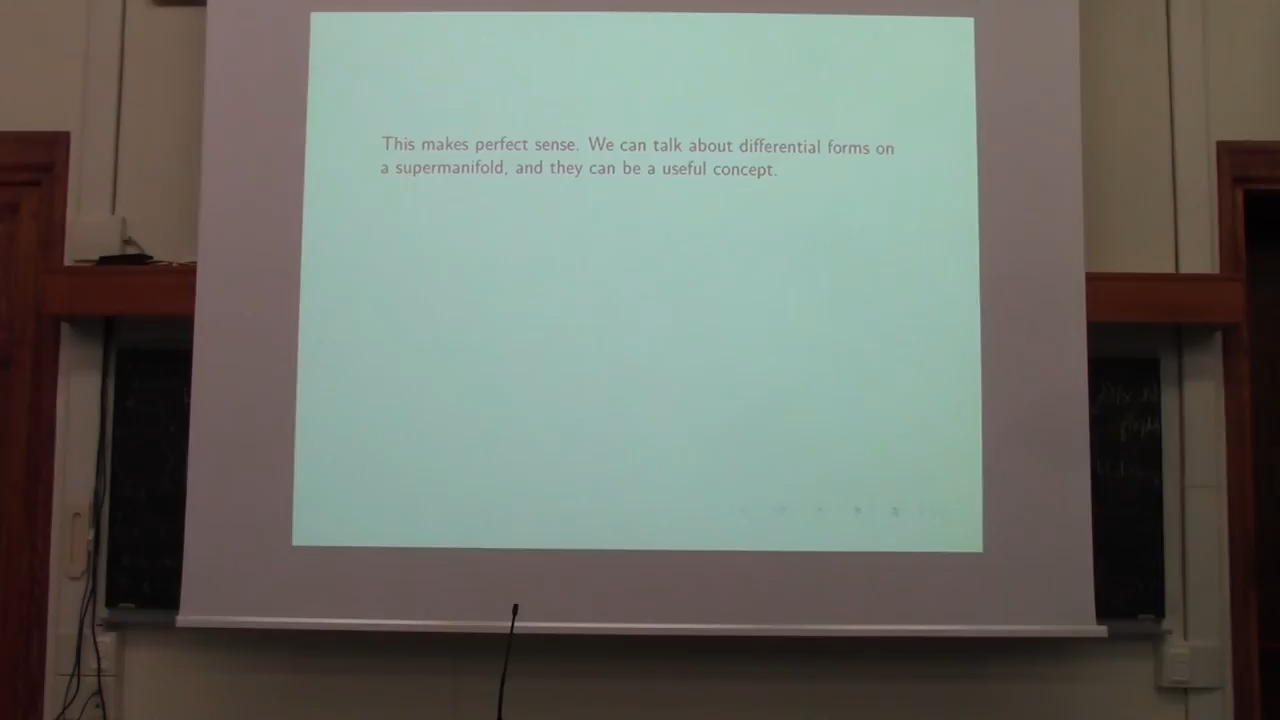 This makes perfect sense. We can talk about differential forms on
a supermanifold, and they can be a useful concept.